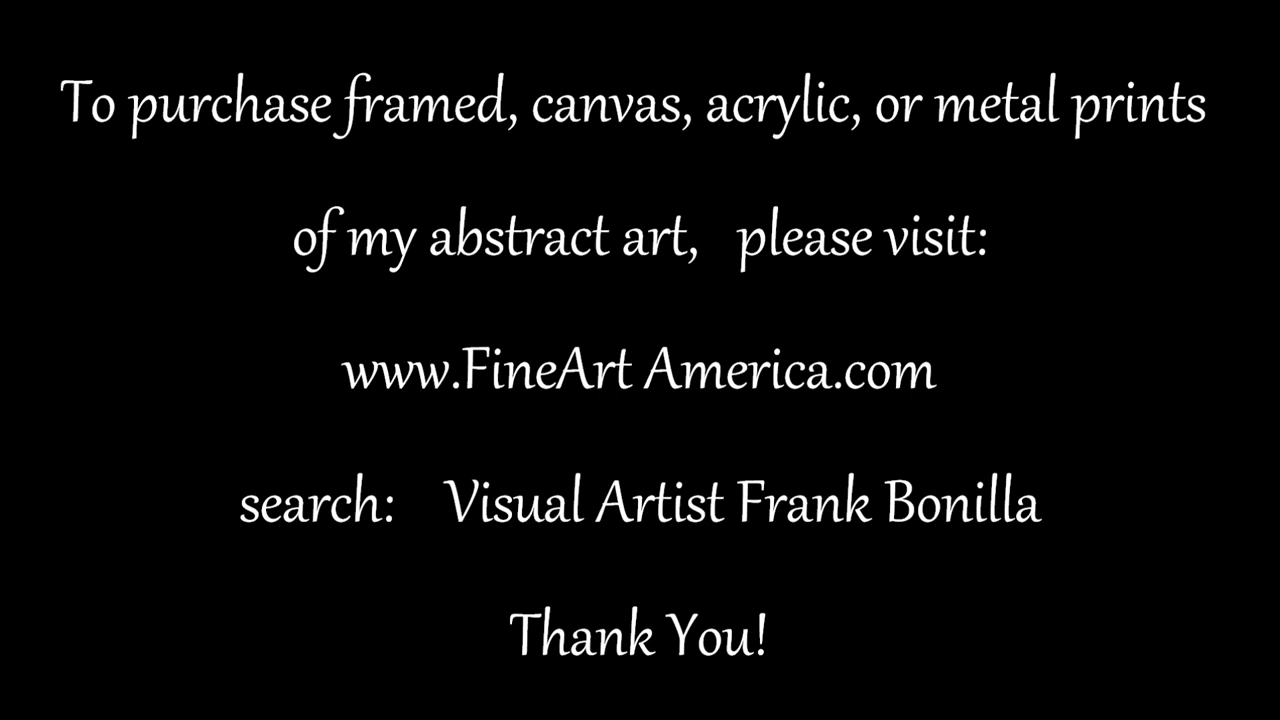 To purchase framed, canvas, acrylic, or metal prints
of my abstract art, please visit:
www.FineArt America.com
search: Visual Artist Frank Bonilla
Thank You!